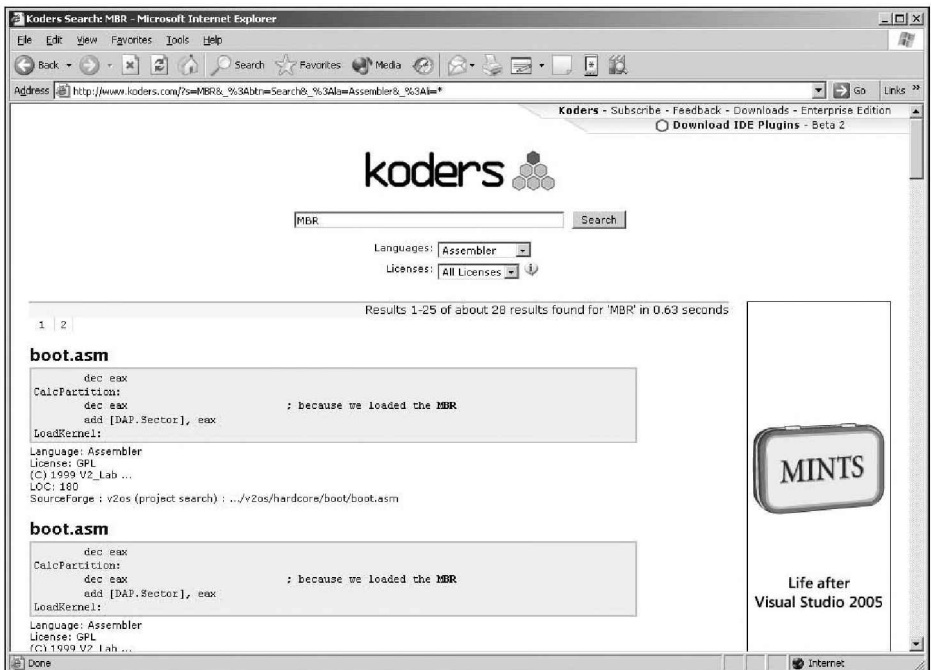 Koders Search: MBR - Microsoft Internet Explorer
File Edit View Favorites Tools Help
Back Search Favorites Media
Address http://www.koders.com/?s=MBR&_%3Abtn=Search&_%3Ala=Assembler&_%3Ali=* Go Links »
Koders - Subscribe - Feedback - Downloads - Enterprise Edition
Download IDE Plugins - Beta 2
koders
MBR Search
Languages: Assembler
Licenses: All Licenses i
Results 1-25 of about 28 results found for 'MBR' in 0.63 seconds
1 2
boot.asm
dec eax
CalcPartition:
dec eax ; because we loaded the MBR
add [DAP.Sector], eax
LoadKernel:
Language: Assembler
License: GPL
(C) 1999 V2_Lab ...
LOC: 180
SourceForge : v2os (project search) : .../v2os/hardcore/boot/boot.asm
boot.asm
dec eax
CalcPartition:
dec eax ; because we loaded the MBR
add [DAP.Sector], eax
LoadKernel:
Language: Assembler
License: GPL
(C) 1999 V2_Lab ...
MINTS
Life after
Visual Studio 2005
Done Internet